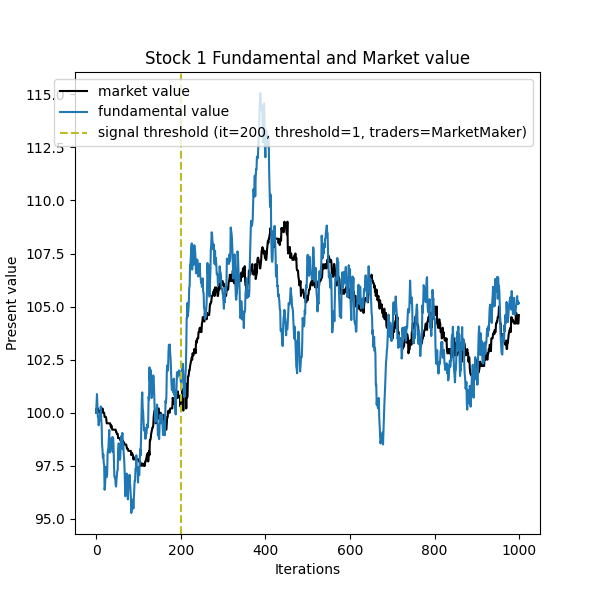 Stock 1 Fundamental and Market value
market value
fundamental value
signal threshold (it=200, threshold=1, traders=MarketMaker)
115.0
112.5
110.0
107.5
105.0
102.5
100.0
97.5
95.0
Present value
0 200 400 600 800 1000
Iterations